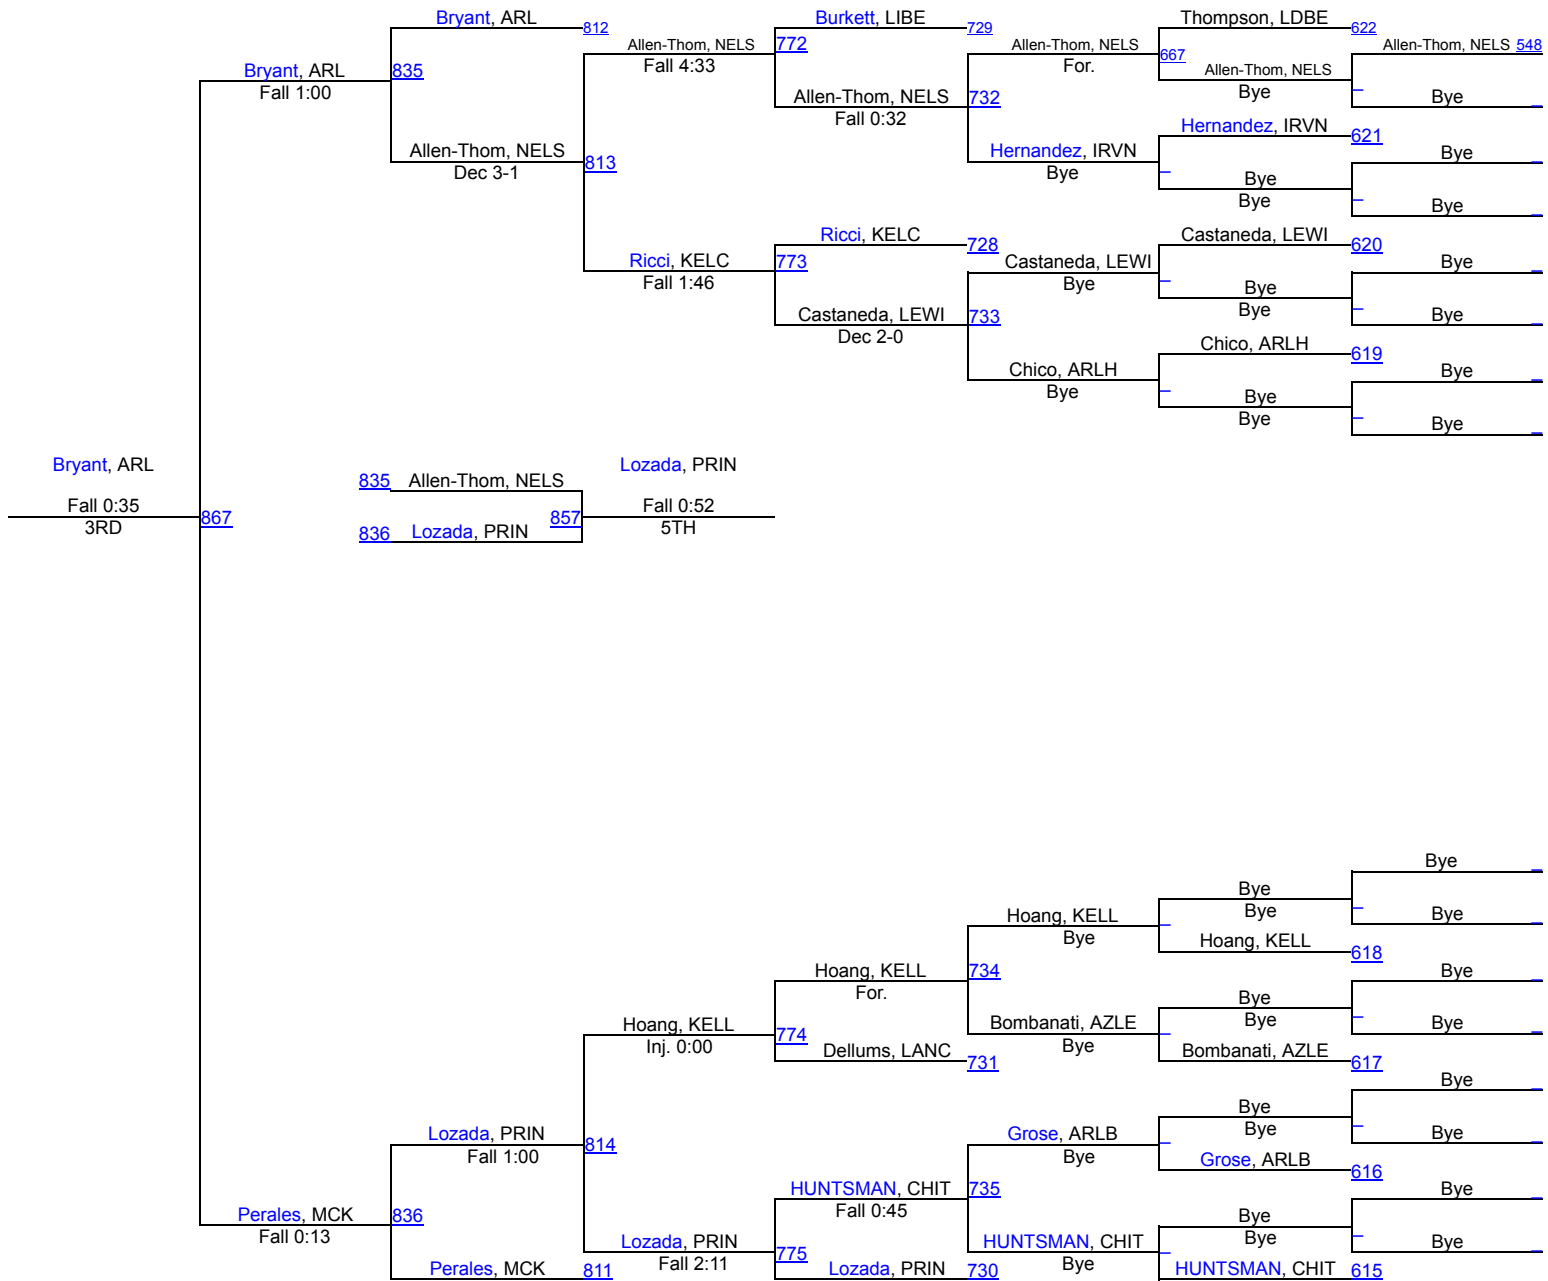 Bryant, ARL 812
Burkett, LIBE 729
Thompson, LDBE 622
Allen-Thom, NELS 772
Fall 4:33
Allen-Thom, NELS 667
For.
Allen-Thom, NELS 548
Bryant, ARL 835
Fall 1:00
Allen-Thom, NELS
Bye
Allen-Thom, NELS 732
Fall 0:32
Bye
Hernandez, IRVN 621
Allen-Thom, NELS 813
Dec 3-1
Hernandez, IRVN
Bye
Bye
Bye
Bye
Bye
Ricci, KELC 728
Castaneda, LEWI 620
Ricci, KELC 773
Fall 1:46
Castaneda, LEWI
Bye
Bye
Bye
Bye
Castaneda, LEWI 733
Dec 2-0
Bye
Chico, ARLH 619
Chico, ARLH
Bye
Bye
Bye
Bye
Bye
Bryant, ARL
Fall 0:35
3RD
867
835 Allen-Thom, NELS
836 Lozada, PRIN
857
Lozada, PRIN
Fall 0:52
5TH
Bye
Bye
Bye
Bye
Hoang, KELL
Bye
Hoang, KELL 618
Hoang, KELL 734
For.
Bye
Bye
Bye
Bye
Hoang, KELL 774
Inj. 0:00
Bombanati, AZLE
Bye
Dellums, LANC 731
Bombanati, AZLE 617
Bye
Bye
Bye
Bye
Lozada, PRIN 814
Fall 1:00
Grose, ARLB
Bye
Grose, ARLB 616
HUNTSMAN, CHIT 735
Fall 0:45
Bye
Perales, MCK 836
Fall 0:13
Bye
Bye
Bye
Lozada, PRIN 775
Fall 2:11
HUNTSMAN, CHIT
Bye
Perales, MCK 811
Lozada, PRIN 730
HUNTSMAN, CHIT 615